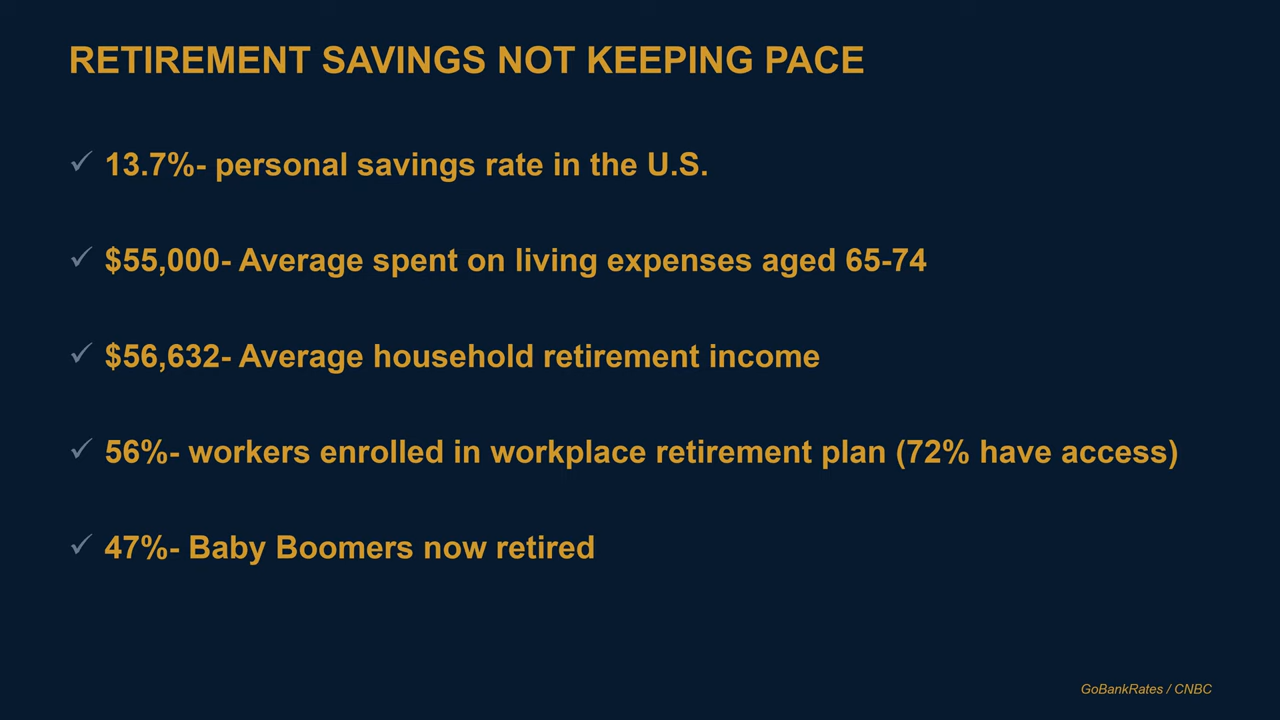 RETIREMENT SAVINGS NOT KEEPING PACE
✓ 13.7%- personal savings rate in the U.S.
✓ $55,000- Average spent on living expenses aged 65-74
✓ $56,632- Average household retirement income
✓ 56%- workers enrolled in workplace retirement plan (72% have access)
✓ 47%- Baby Boomers now retired
GoBankRates / CNBC